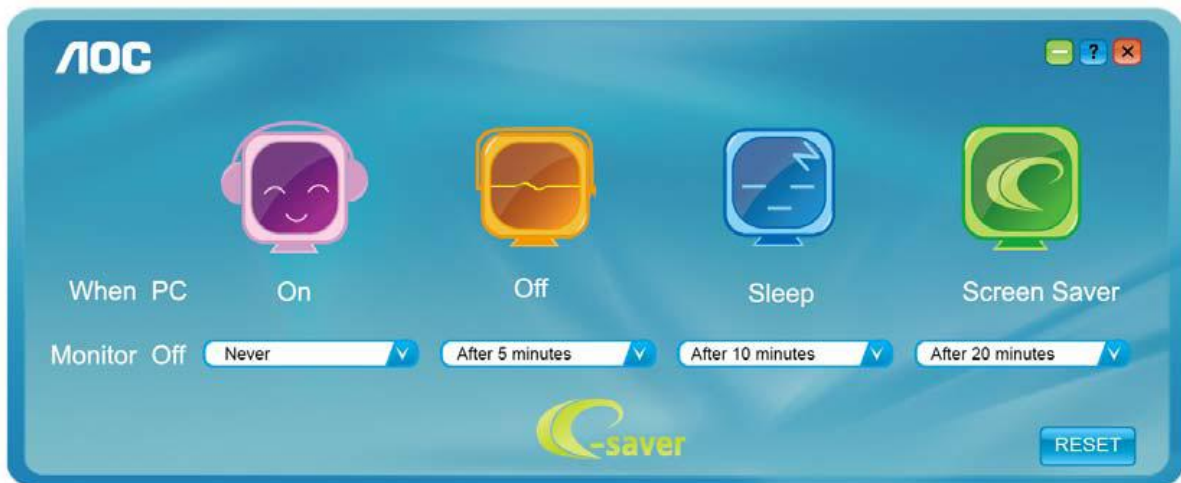 AOC
?
When PC On Off Sleep Screen Saver
Monitor Off Never After 5 minutes After 10 minutes After 20 minutes
e-saver
RESET